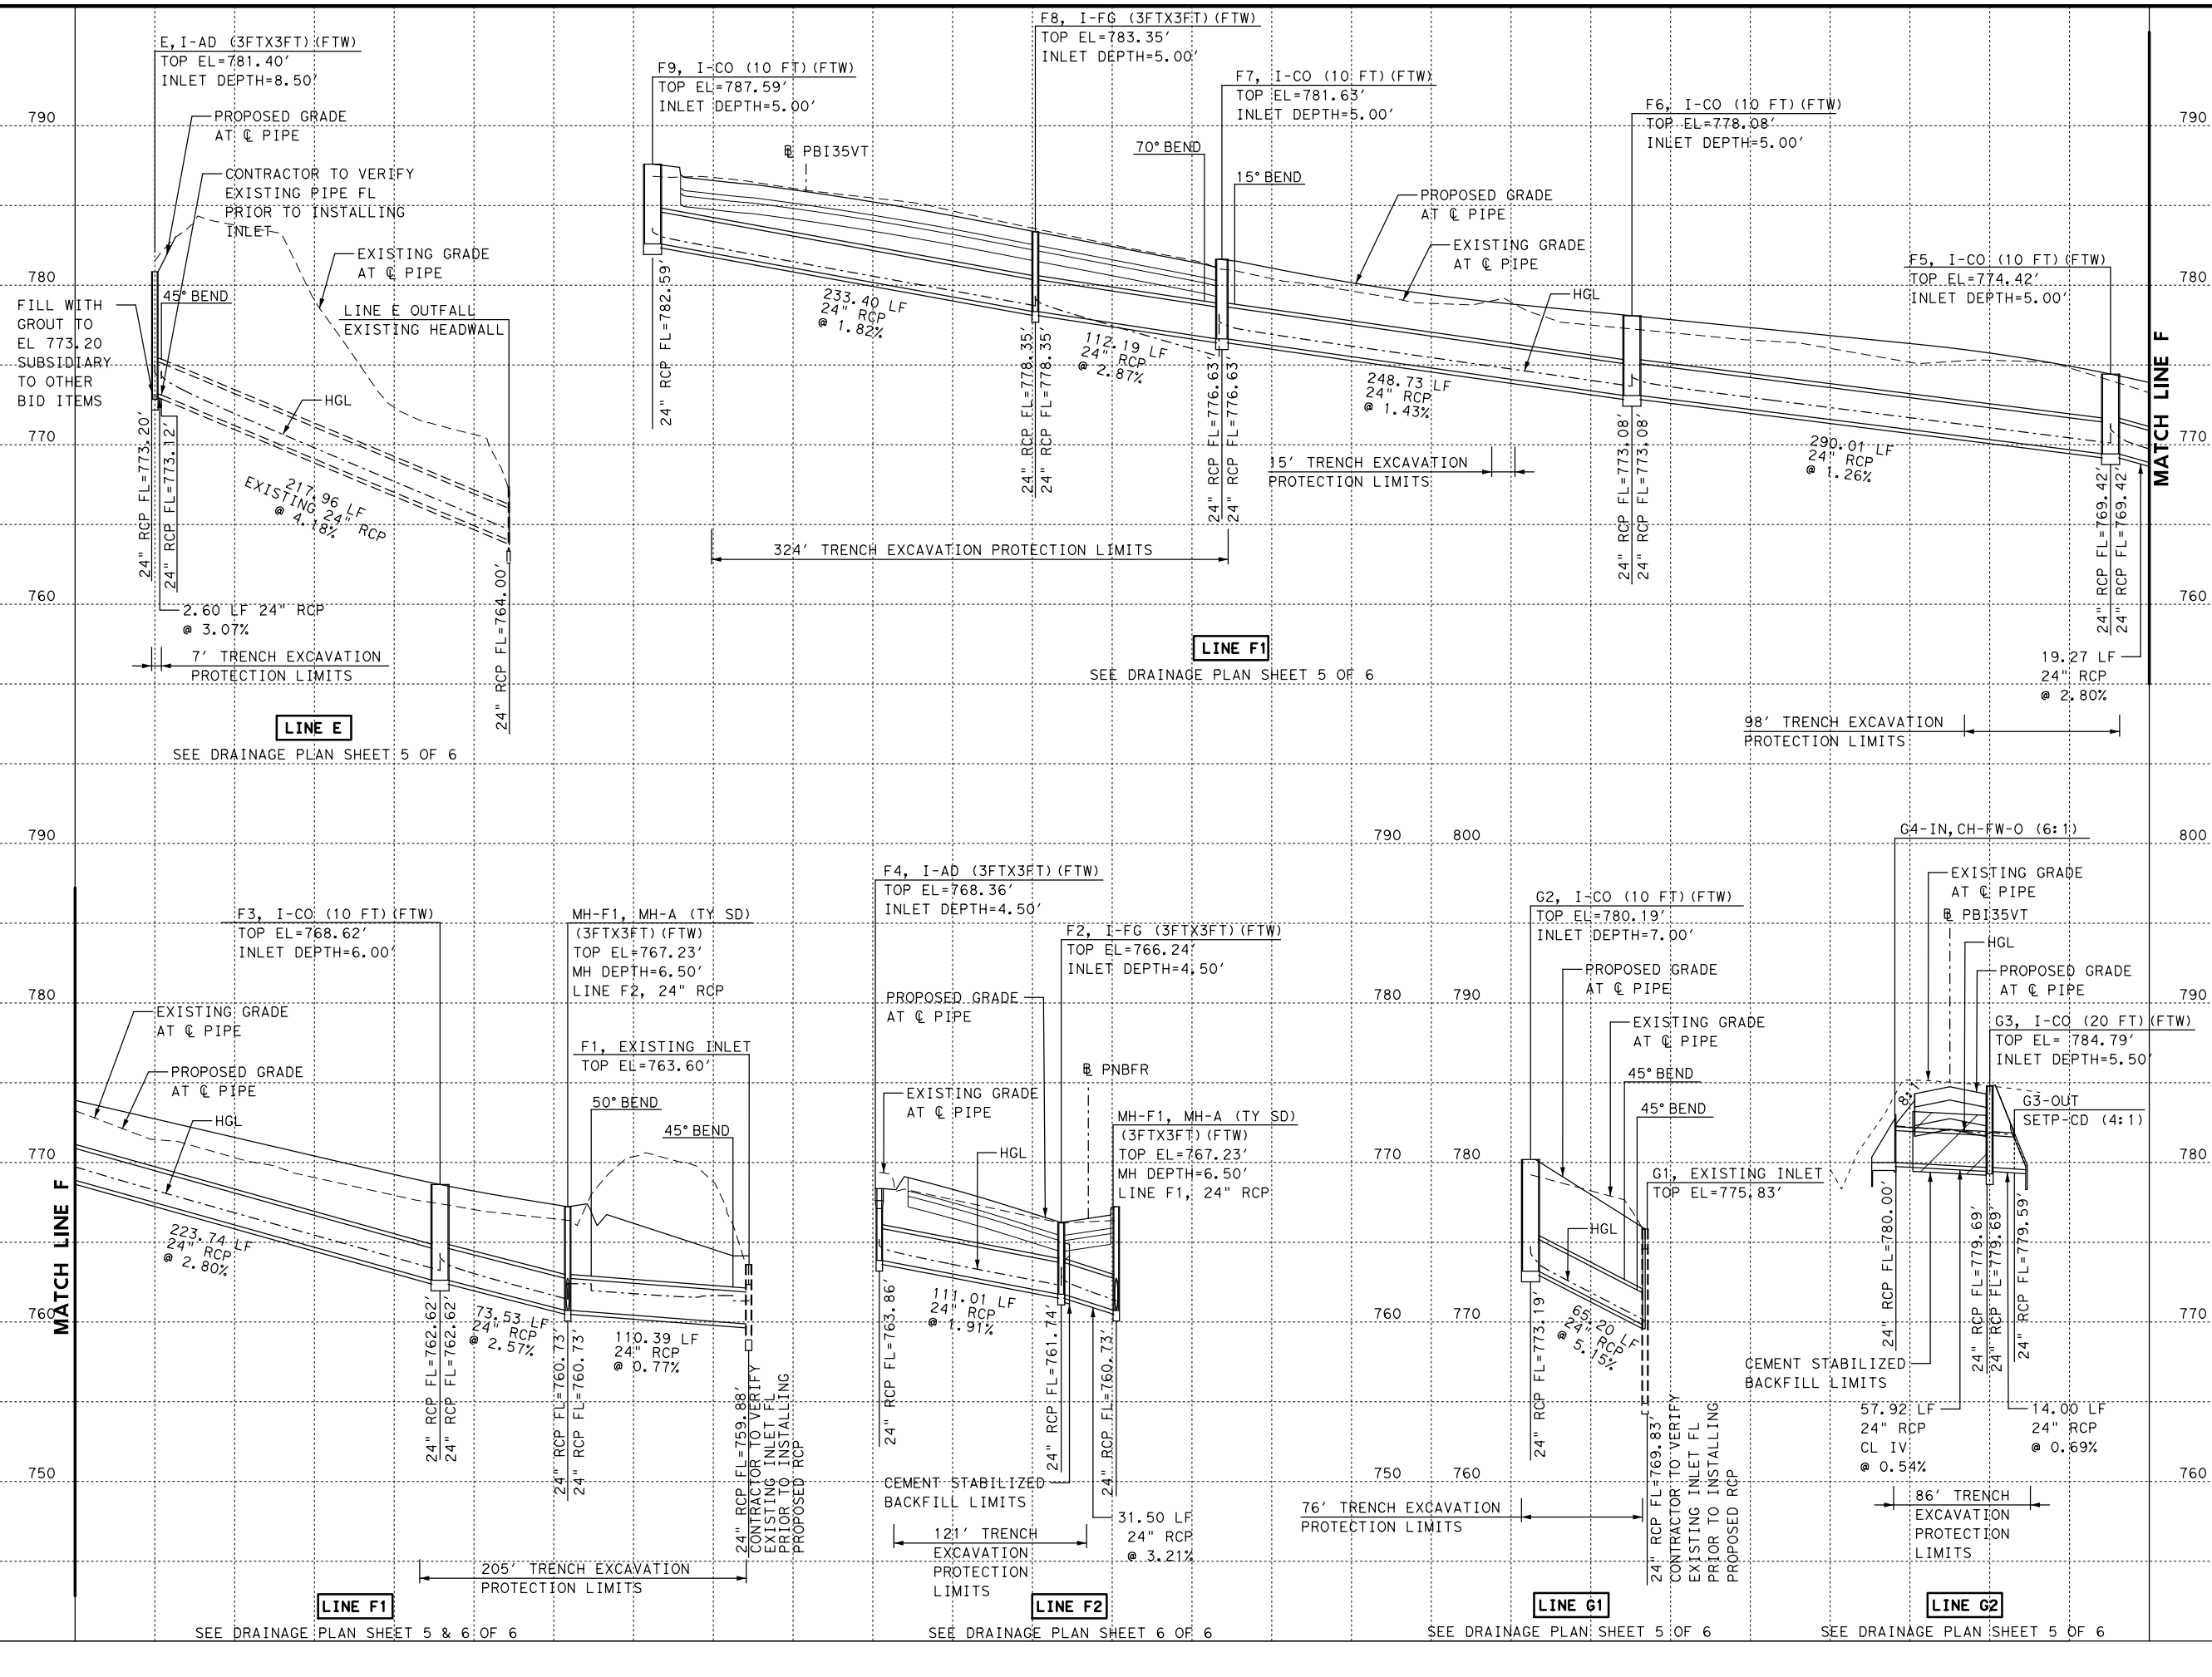 E, I-AD (3FTX3FT)(FTW)
TOP EL=781.40'
INLET DEPTH=8.50'
PROPOSED GRADE
AT ℄ PIPE
CONTRACTOR TO VERIFY
EXISTING PIPE FL
PRIOR TO INSTALLING
INLET
EXISTING GRADE
AT ℄ PIPE
45° BEND
LINE E OUTFALL
EXISTING HEADWALL
FILL WITH
GROUT TO
EL 773.20
SUBSIDIARY
TO OTHER
BID ITEMS
HGL
217.96 LF
EXISTING 24" RCP
@ 4.18%
24" RCP FL=773.20'
24" RCP FL=773.12'
24" RCP FL=764.00'
2.60 LF 24" RCP
@ 3.07%
7' TRENCH EXCAVATION
PROTECTION LIMITS
LINE E
SEE DRAINAGE PLAN SHEET 5 OF 6
790
780
770
760
F9, I-CO (10 FT)(FTW)
TOP EL=787.59'
INLET DEPTH=5.00'
F8, I-FG (3FTX3FT)(FTW)
TOP EL=783.35'
INLET DEPTH=5.00'
F7, I-CO (10 FT)(FTW)
TOP EL=781.63'
INLET DEPTH=5.00'
F6, I-CO (10 FT)(FTW)
TOP EL=778.08'
INLET DEPTH=5.00'
F5, I-CO (10 FT)(FTW)
TOP EL=774.42'
INLET DEPTH=5.00'
PBI35VT
70° BEND
15° BEND
PROPOSED GRADE
AT ℄ PIPE
EXISTING GRADE
AT ℄ PIPE
HGL
24" RCP FL=782.59'
233.40 LF
24" RCP
@ 1.82%
24" RCP FL=778.35'
24" RCP FL=778.35'
112.19 LF
24" RCP
@ 2.87%
24" RCP FL=776.63'
24" RCP FL=776.63'
248.73 LF
24" RCP
@ 1.43%
24" RCP FL=773.08'
24" RCP FL=773.08'
290.01 LF
24" RCP
@ 1.26%
24" RCP FL=769.42'
24" RCP FL=769.42'
15' TRENCH EXCAVATION
PROTECTION LIMITS
324' TRENCH EXCAVATION PROTECTION LIMITS
19.27 LF
24" RCP
@ 2.80%
98' TRENCH EXCAVATION
PROTECTION LIMITS
MATCH LINE F
LINE F1
SEE DRAINAGE PLAN SHEET 5 OF 6
790
780
770
760
790
780
770
760
750
MATCH LINE F
F3, I-CO (10 FT)(FTW)
TOP EL=768.62'
INLET DEPTH=6.00'
MH-F1, MH-A (TY SD)
(3FTX3FT)(FTW)
TOP EL=767.23'
MH DEPTH=6.50'
LINE F2, 24" RCP
F1, EXISTING INLET
TOP EL=763.60'
EXISTING GRADE
AT ℄ PIPE
PROPOSED GRADE
AT ℄ PIPE
HGL
50° BEND
45° BEND
223.74 LF
24" RCP
@ 2.80%
24" RCP FL=762.62'
24" RCP FL=762.62'
73.53 LF
24" RCP
@ 2.57%
24" RCP FL=760.73'
24" RCP FL=760.73'
110.39 LF
24" RCP
@ 0.77%
24" RCP FL=759.88'
CONTRACTOR TO VERIFY
EXISTING INLET FL
PRIOR TO INSTALLING
PROPOSED RCP
205' TRENCH EXCAVATION
PROTECTION LIMITS
LINE F1
SEE DRAINAGE PLAN SHEET 5 & 6 OF 6
F4, I-AD (3FTX3FT)(FTW)
TOP EL=768.36'
INLET DEPTH=4.50'
F2, I-FG (3FTX3FT)(FTW)
TOP EL=766.24'
INLET DEPTH=4.50'
PROPOSED GRADE
AT ℄ PIPE
PNBFR
EXISTING GRADE
AT ℄ PIPE
MH-F1, MH-A (TY SD)
(3FTX3FT)(FTW)
TOP EL=767.23'
MH DEPTH=6.50'
LINE F1, 24" RCP
HGL
24" RCP FL=763.86'
111.01 LF
24" RCP
@ 1.91%
24" RCP FL=761.74'
24" RCP FL=760.73'
CEMENT STABILIZED
BACKFILL LIMITS
31.50 LF
24" RCP
@ 3.21%
121' TRENCH
EXCAVATION
PROTECTION
LIMITS
LINE F2
SEE DRAINAGE PLAN SHEET 6 OF 6
790
780
770
760
750
800
790
780
770
760
G2, I-CO (10 FT)(FTW)
TOP EL=780.19'
INLET DEPTH=7.00'
PROPOSED GRADE
AT ℄ PIPE
EXISTING GRADE
AT ℄ PIPE
45° BEND
45° BEND
G1, EXISTING INLET
TOP EL=775.83'
HGL
24" RCP FL=773.19'
65.20 LF
24" RCP
@ 5.15%
24" RCP FL=769.83'
CONTRACTOR TO VERIFY
EXISTING INLET FL
PRIOR TO INSTALLING
PROPOSED RCP
76' TRENCH EXCAVATION
PROTECTION LIMITS
LINE G1
SEE DRAINAGE PLAN SHEET 5 OF 6
G4-IN, CH-FW-O (6:1)
EXISTING GRADE
AT ℄ PIPE
PBI35VT
HGL
PROPOSED GRADE
AT ℄ PIPE
G3, I-CO (20 FT)(FTW)
TOP EL= 784.79'
INLET DEPTH=5.50'
8:1
G3-OUT
SETP-CD (4:1)
24" RCP FL=780.00'
24" RCP FL=779.69'
24" RCP FL=779.69'
24" RCP FL=779.59'
CEMENT STABILIZED
BACKFILL LIMITS
57.92 LF
24" RCP
CL IV
@ 0.54%
14.00 LF
24" RCP
@ 0.69%
86' TRENCH
EXCAVATION
PROTECTION
LIMITS
LINE G2
SEE DRAINAGE PLAN SHEET 5 OF 6
800
790
780
770
760